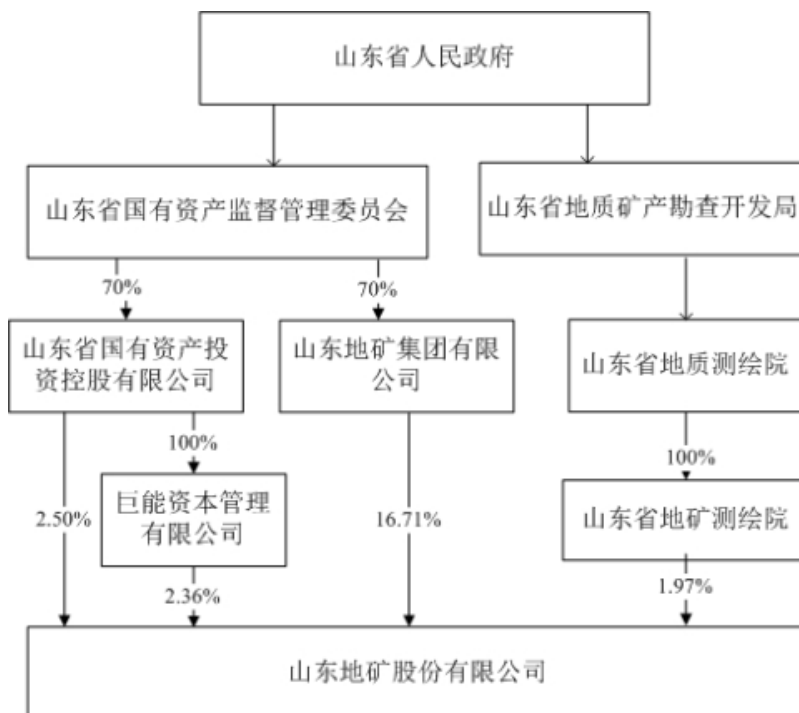 山东省人民政府
山东省国有资产监督管理委员会
山东省地质矿产勘查开发局
70%
70%
山东省国有资产投
资控股有限公司
山东地矿集团有限
公司
山东省地质测绘院
100%
100%
2.50%
巨能资本管理
有限公司
16.71%
山东省地矿测绘院
2.36%
1.97%
山东地矿股份有限公司